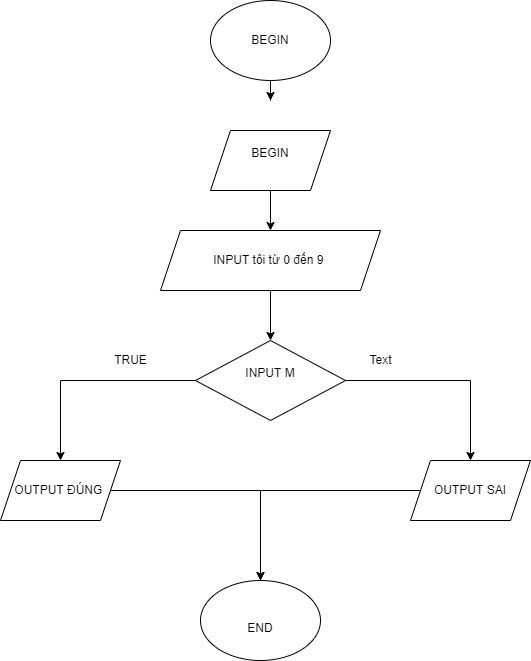 BEGIN
BEGIN
INPUT tôi từ 0 đến 9
INPUT M
TRUE
Text
OUTPUT ĐÚNG
OUTPUT SAI
END